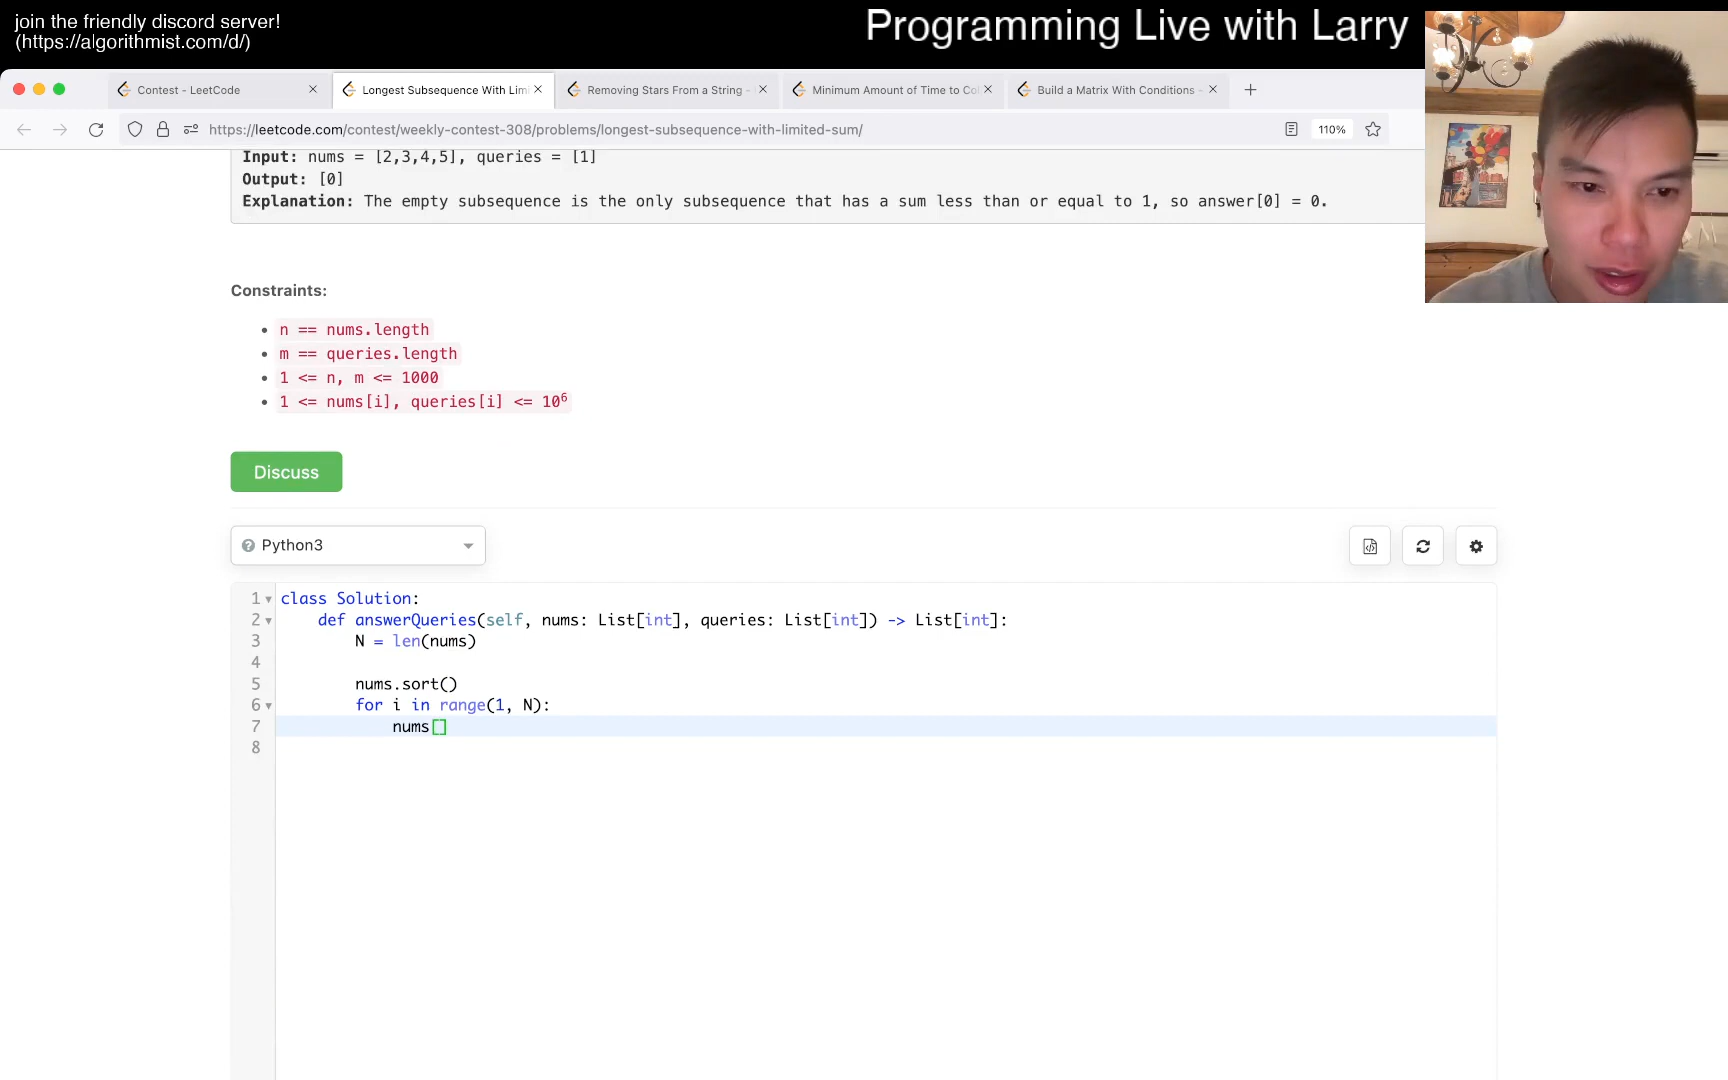 join the friendly discord server!
(https://algorithmist.com/d/)
Programming Live with Larry
Contest - LeetCode
Longest Subsequence With Lim
Removing Stars From a String -
Minimum Amount of Time to Co
Build a Matrix With Conditions -
https://leetcode.com/contest/weekly-contest-308/problems/longest-subsequence-with-limited-sum/
110%
Input: nums = [2,3,4,5], queries = [1]
Output: [0]
Explanation: The empty subsequence is the only subsequence that has a sum less than or equal to 1, so answer[0] = 0.
Constraints:
n == nums.length
m == queries.length
1 <= n, m <= 1000
1 <= nums[i], queries[i] <= 10⁶
Discuss
Python3
1 class Solution:
2 def answerQueries(self, nums: List[int], queries: List[int]) -> List[int]:
3 N = len(nums)
4
5 nums.sort()
6 for i in range(1, N):
7 nums[]
8